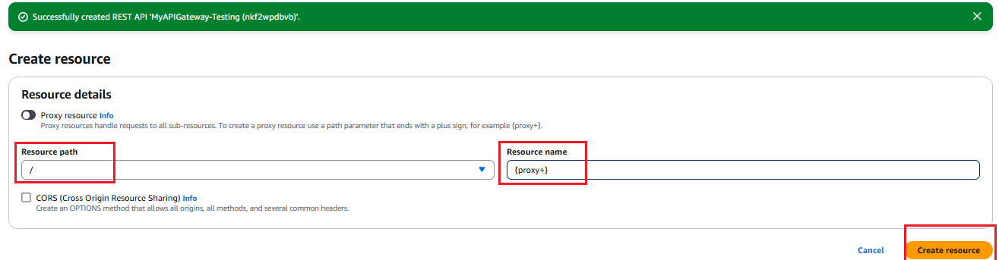 Successfully created REST API 'MyAPIGateway-Testing (nkf2wpdbvb)'.
Create resource
Resource details
Proxy resource Info
Proxy resources handle requests to all sub-resources. To create a proxy resource use a path parameter that ends with a plus sign, for example {proxy+}.
Resource path
Resource name
/
{proxy+}
CORS (Cross Origin Resource Sharing) Info
Create an OPTIONS method that allows all origins, all methods, and several common headers.
Cancel
Create resource